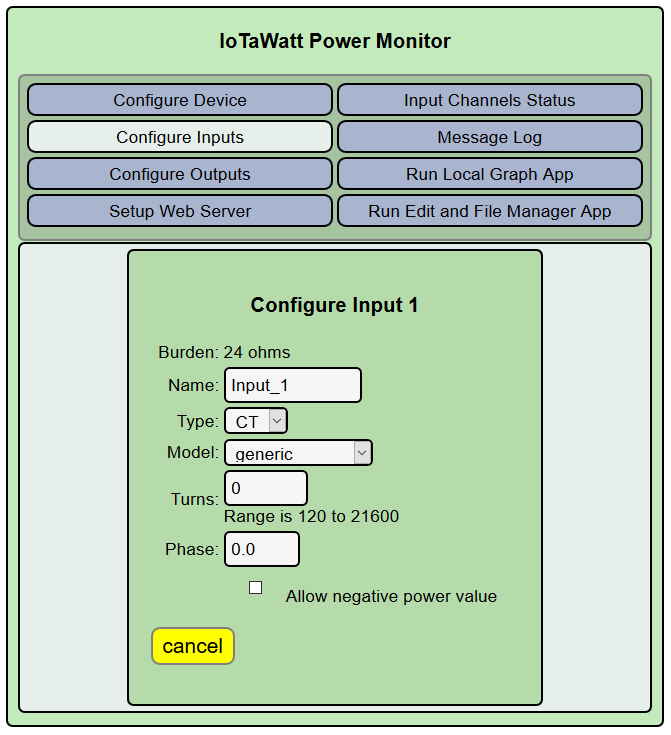 IoTaWatt Power Monitor
Configure Device
Input Channels Status
Configure Inputs
Message Log
Configure Outputs
Run Local Graph App
Setup Web Server
Run Edit and File Manager App
Configure Input 1
Burden: 24 ohms
Name: Input_1
Type: CT
Model: generic
Turns: 0
Range is 120 to 21600
Phase: 0.0
Allow negative power value
cancel